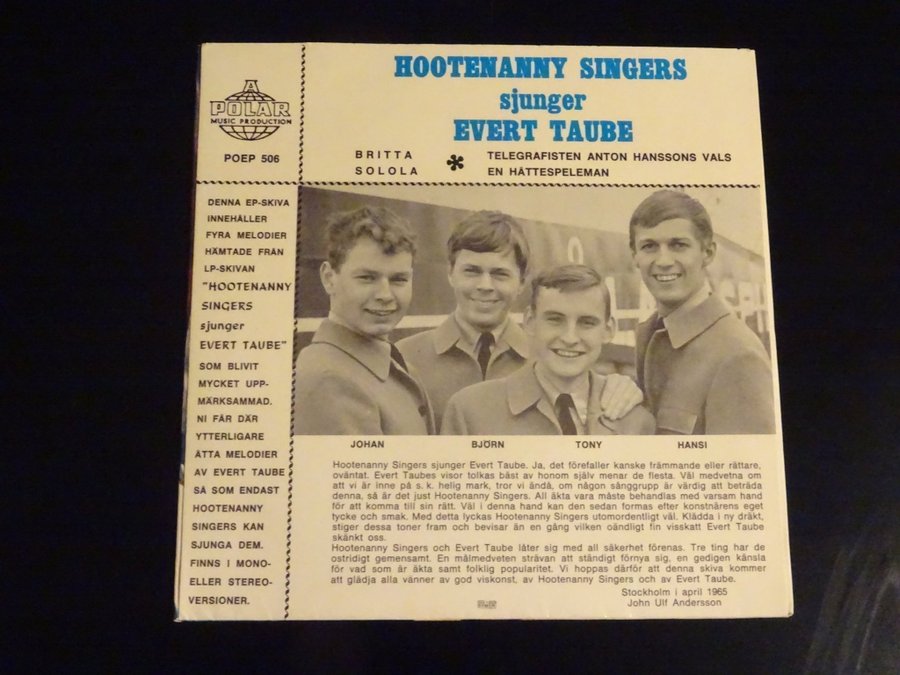 A
POLAR
MUSIC PRODUCTION
POEP 506
HOOTENANNY SINGERS
sjunger
EVERT TAUBE
BRITTA
SOLOLA
*
TELEGRAFISTEN ANTON HANSSONS VALS
EN HÄTTESPELEMAN
DENNA EP-SKIVA
INNEHÅLLER
FYRA MELODIER
HÄMTADE FRÅN
LP-SKIVAN
"HOOTENANNY
SINGERS
sjunger
EVERT TAUBE"
SOM BLIVIT
MYCKET UPP-
MÄRKSAMMAD.
NI FÅR DÄR
YTTERLIGARE
ÅTTA MELODIER
AV EVERT TAUBE
SÅ SOM ENDAST
HOOTENANNY
SINGERS KAN
SJUNGA DEM.
FINNS I MONO-
ELLER STEREO-
VERSIONER.
JOHAN BJÖRN TONY HANSI
Hootenanny Singers sjunger Evert Taube. Ja, det förefaller kanske främmande eller rättare,
oväntat. Evert Taubes visor tolkas bäst av honom själv menar de flesta. Väl medvetna om
att vi är inne på s. k. helig mark, tror vi ändå, om någon sånggrupp är värdig att beträda
denna, så är det just Hootenanny Singers. All äkta vara måste behandlas med varsam hand
för att komma till sin rätt. Väl i denna hand kan den sedan formas efter konstnärens eget
tycke och smak. Med detta lyckas Hootenanny Singers utomordentligt väl. Klädda i ny dräkt,
stiger dessa toner fram och bevisar än en gång vilken oändligt fin visskatt Evert Taube
skänkt oss.
Hootenanny Singers och Evert Taube låter sig med all säkerhet förenas. Tre ting har de
ostridigt gemensamt. En målmedveten strävan att ständigt förnya sig, en gedigen känsla
för vad som är äkta samt folklig popularitet. Vi hoppas därför att denna skiva kommer
att glädja alla vänner av god viskonst, av Hootenanny Singers och av Evert Taube.
Stockholm i april 1965
John Ulf Andersson